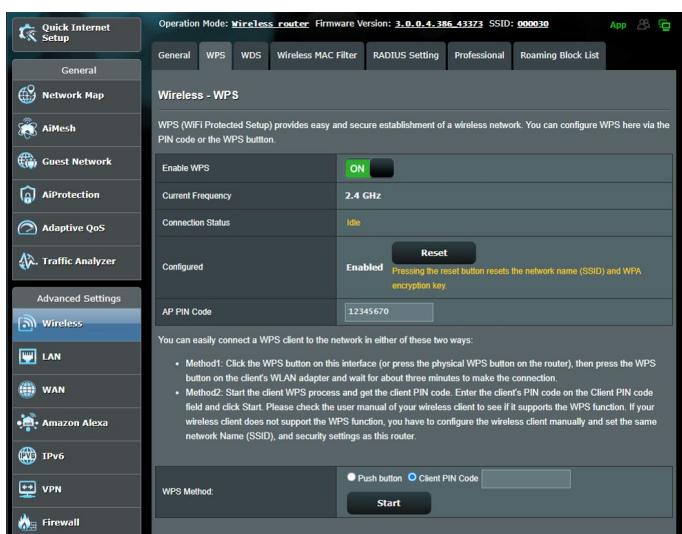 Quick Internet
Setup
Operation Mode: Wireless router Firmware Version: 3.0.0.4.386_43373 SSID: 000030
App
General WPS WDS Wireless MAC Filter RADIUS Setting Professional Roaming Block List
General
Network Map
AiMesh
Guest Network
AiProtection
Adaptive QoS
Traffic Analyzer
Advanced Settings
Wireless
LAN
WAN
Amazon Alexa
IPv6
VPN
Firewall
Wireless - WPS
WPS (WiFi Protected Setup) provides easy and secure establishment of a wireless network. You can configure WPS here via the
PIN code or the WPS buttton.
Enable WPS ON
Current Frequency 2.4 GHz
Connection Status Idle
Configured Enabled Reset
Pressing the reset button resets the network name (SSID) and WPA
encryption key.
AP PIN Code 12345670
You can easily connect a WPS client to the network in either of these two ways:
• Method1: Click the WPS button on this interface (or press the physical WPS button on the router), then press the WPS
button on the client's WLAN adapter and wait for about three minutes to make the connection.
• Method2: Start the client WPS process and get the client PIN code. Enter the client's PIN code on the Client PIN code
field and click Start. Please check the user manual of your wireless client to see if it supports the WPS function. If your
wireless client does not support the WPS function, you have to configure the wireless client manually and set the same
network Name (SSID), and security settings as this router.
WPS Method: Push button Client PIN Code
Start